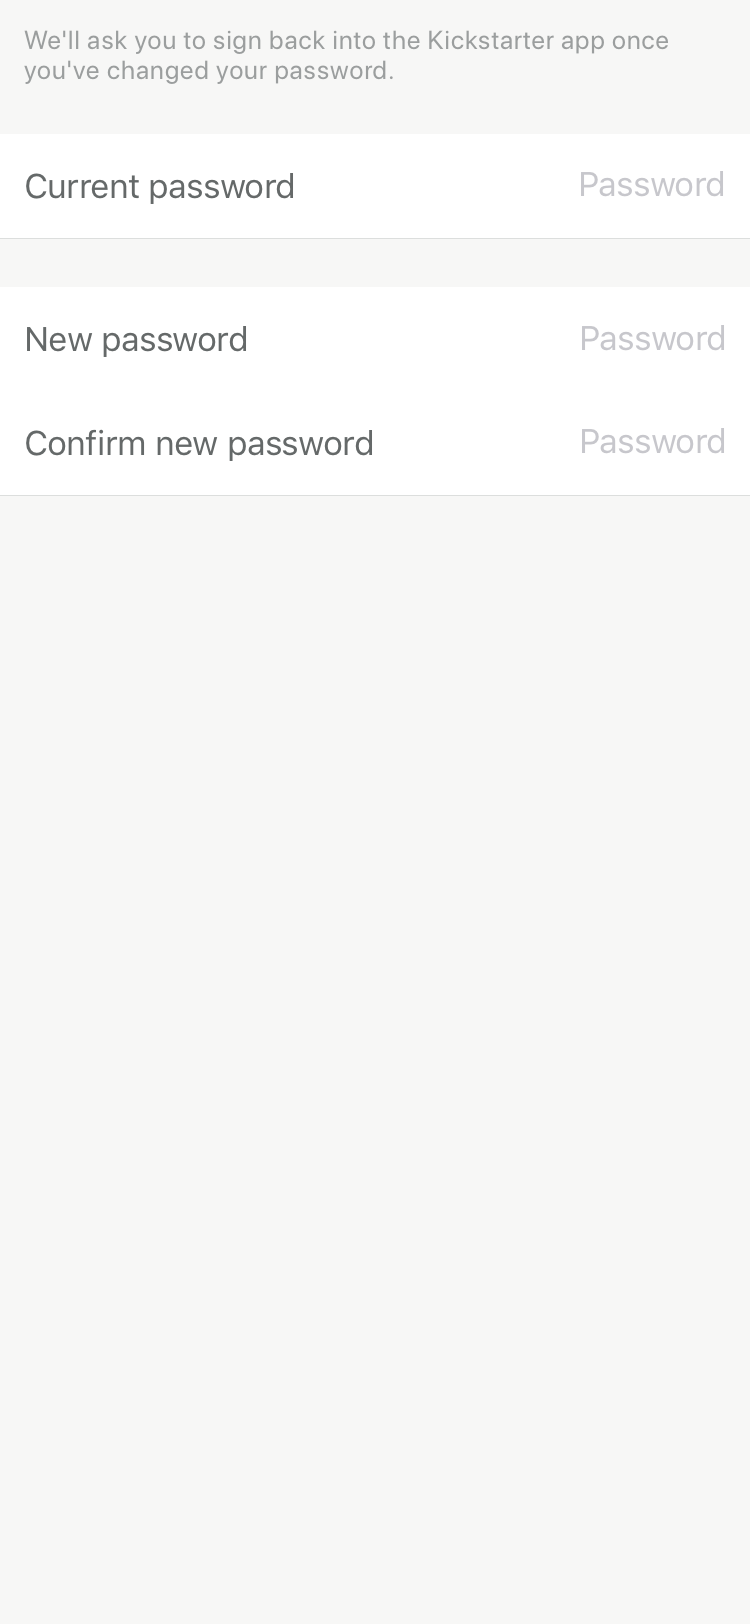 We'll ask you to sign back into the Kickstarter app once
you've changed your password.
Current password Password
New password Password
Confirm new password Password